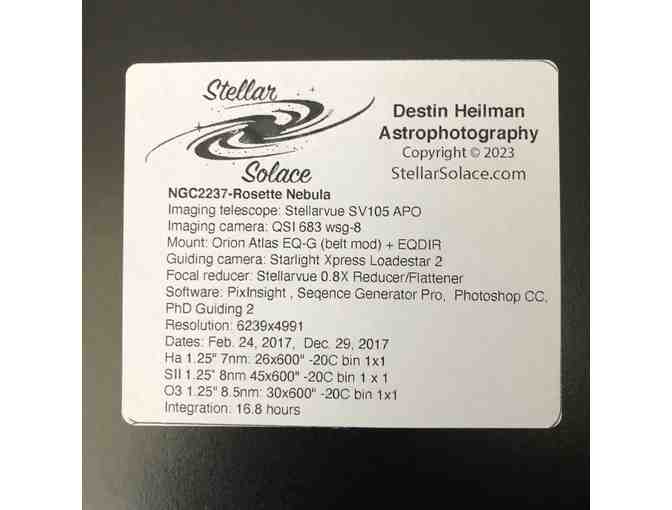 Stellar
Solace
Destin Heilman
Astrophotography
Copyright © 2023
StellarSolace.com
NGC2237-Rosette Nebula
Imaging telescope: Stellarvue SV105 APO
Imaging camera: QSI 683 wsg-8
Mount: Orion Atlas EQ-G (belt mod) + EQDIR
Guiding camera: Starlight Xpress Loadestar 2
Focal reducer: Stellarvue 0.8X Reducer/Flattener
Software: PixInsight , Seqence Generator Pro, Photoshop CC,
PhD Guiding 2
Resolution: 6239x4991
Dates: Feb. 24, 2017, Dec. 29, 2017
Ha 1.25" 7nm: 26x600" -20C bin 1x1
SII 1.25" 8nm 45x600" -20C bin 1 x 1
O3 1.25" 8.5nm: 30x600" -20C bin 1x1
Integration: 16.8 hours